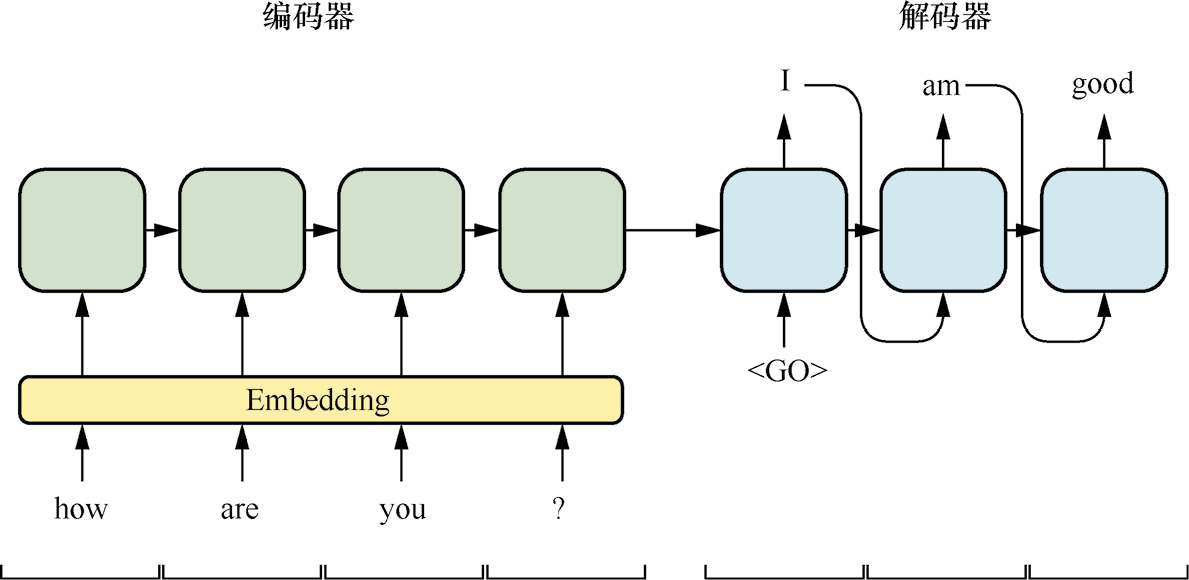 编码器
解码器
I am good
<GO>
Embedding
how are you ?